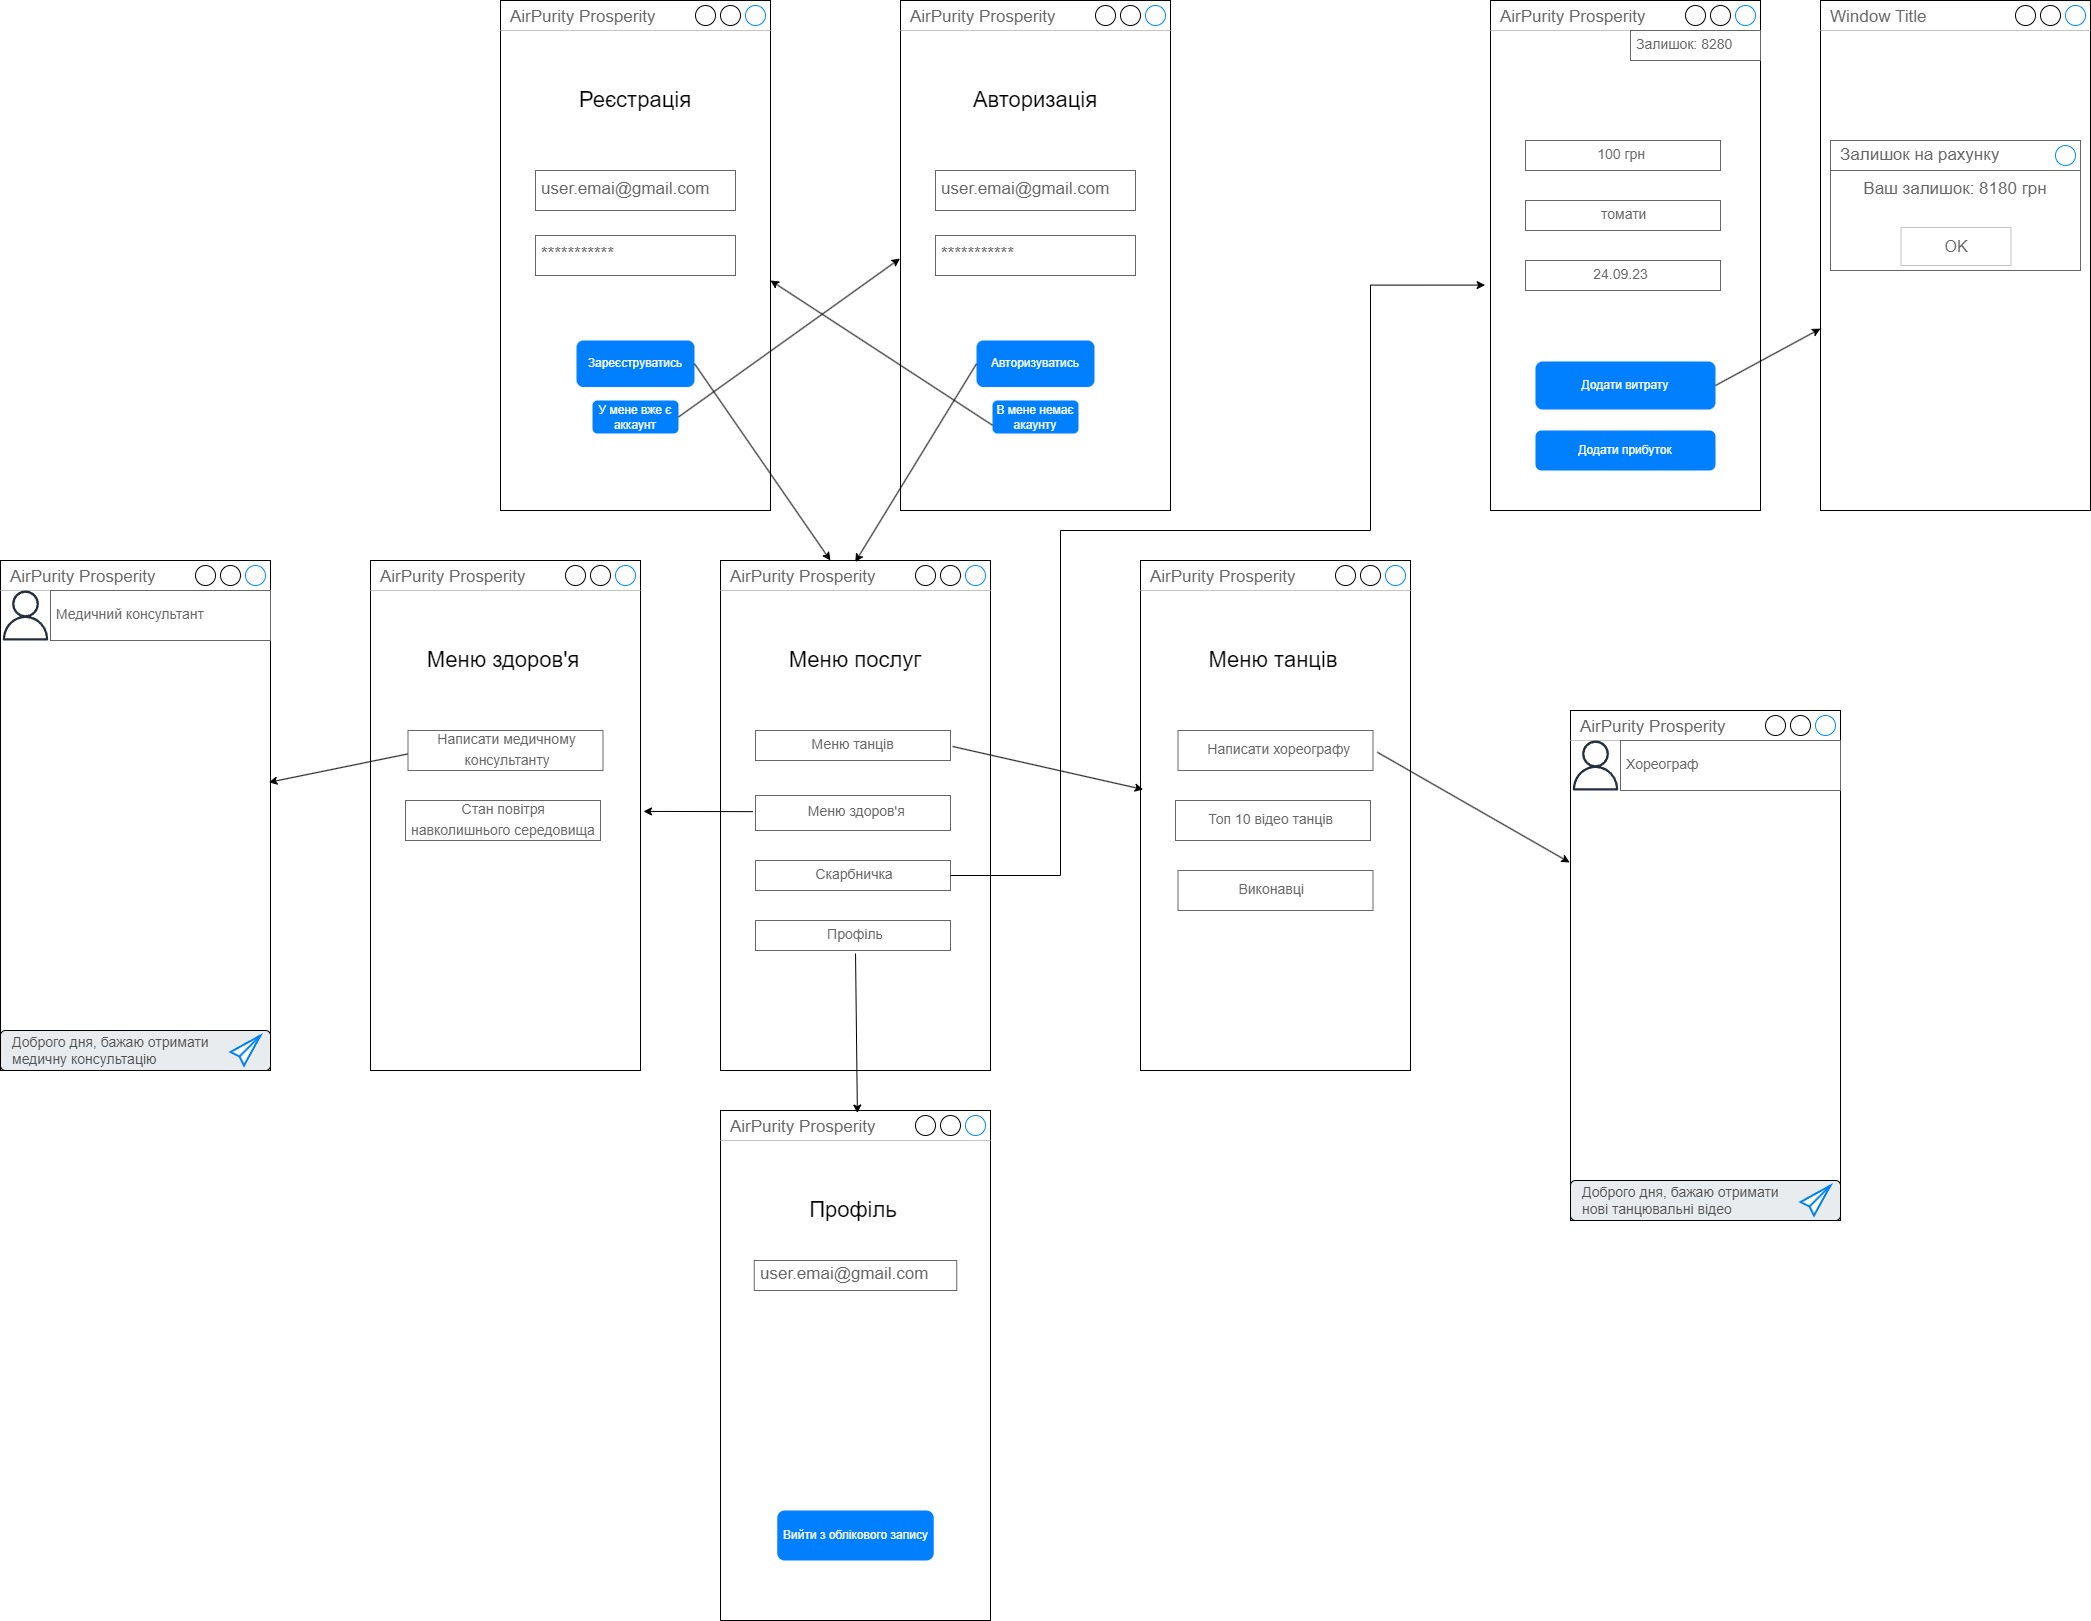 AirPurity Prosperity
Реєстрація
user.emai@gmail.com
***********
Зареєструватись
У мене вже є
аккаунт
AirPurity Prosperity
Авторизація
user.emai@gmail.com
***********
Авторизуватись
В мене немає
акаунту
AirPurity Prosperity
Залишок: 8280
100 грн
томати
24.09.23
Додати витрату
Додати прибуток
Window Title
Залишок на рахунку
Ваш залишок: 8180 грн
OK
AirPurity Prosperity
Медичний консультант
Доброго дня, бажаю отримати
медичну консультацію
AirPurity Prosperity
Меню здоров'я
Написати медичному
консультанту
Стан повітря
навколишнього середовища
AirPurity Prosperity
Меню послуг
Меню танців
Меню здоров'я
Скарбничка
Профіль
AirPurity Prosperity
Меню танців
Написати хореографу
Топ 10 відео танців
Виконавці
AirPurity Prosperity
Хореограф
Доброго дня, бажаю отримати
нові танцювальні відео
AirPurity Prosperity
Профіль
user.emai@gmail.com
Вийти з облікового запису